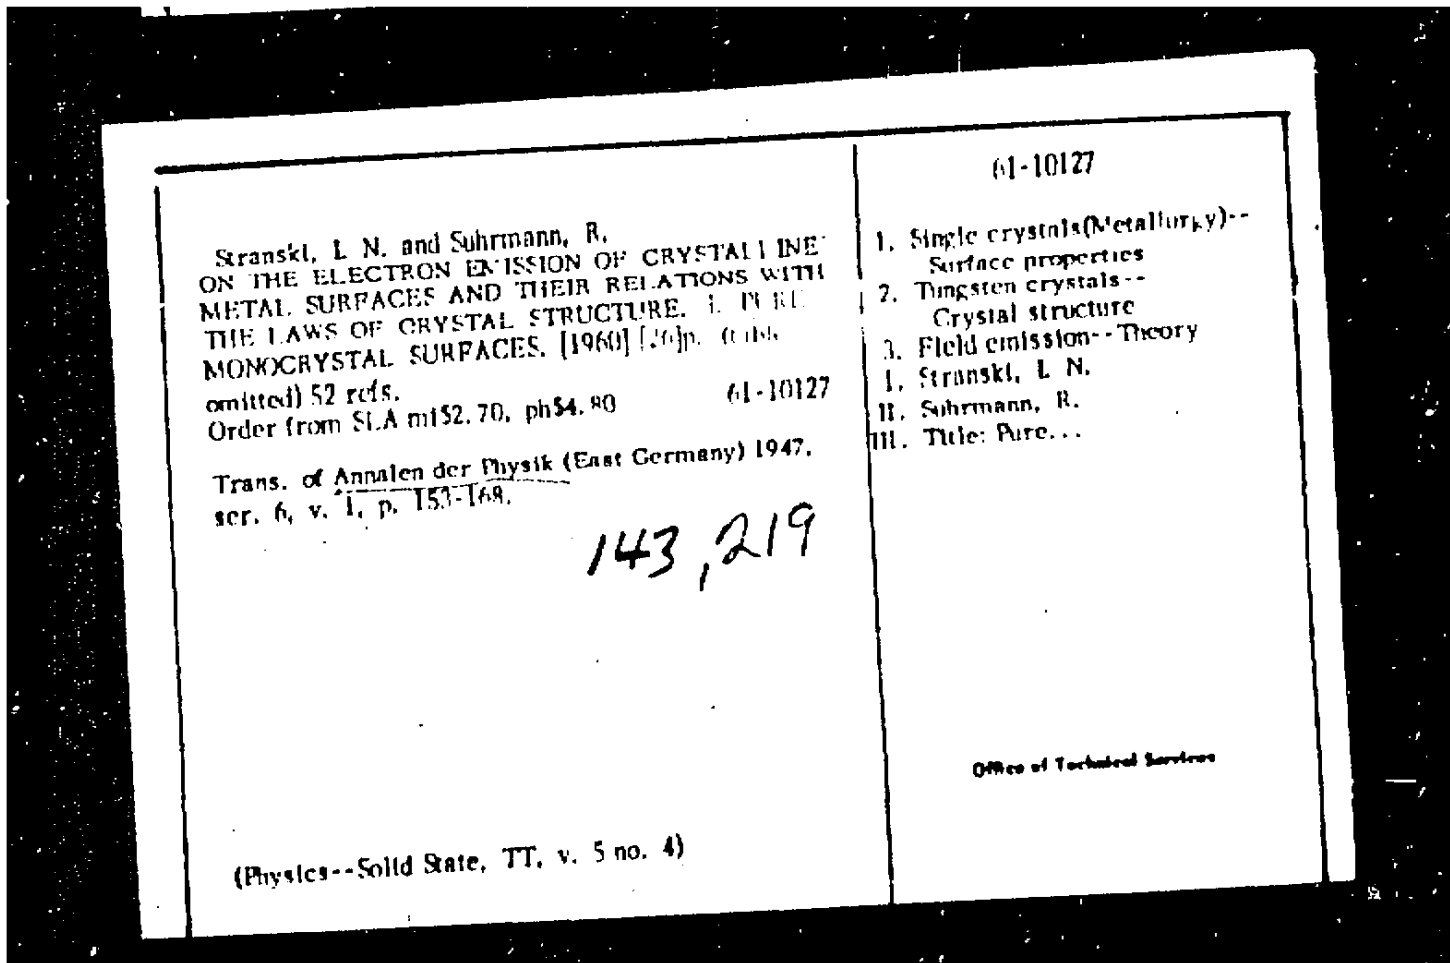 Stranski, I. N. and Suhrmann, R.
ON THE ELECTRON EMISSION OF CRYSTALLINE
METAL SURFACES AND THEIR RELATIONS WITH
THE LAWS OF CRYSTAL STRUCTURE. I. PURE
MONOCRYSTAL SURFACES. [1960] [26]p.
omitted) 52 refs.
Order from SLA mi$2.70, ph$4.80 61-10127
Trans. of Annalen der Physik (East Germany) 1947,
ser. 6, v. 1, p. 153-168.
143,219
(Physics--Solid State, TT, v. 5 no. 4)
61-10127
1. Single crystals(Metallurgy)--
Surface properties
2. Tungsten crystals--
Crystal structure
3. Field emission--Theory
I. Stranski, I. N.
II. Suhrmann, R.
III. Title: Pure...
Office of Technical Services